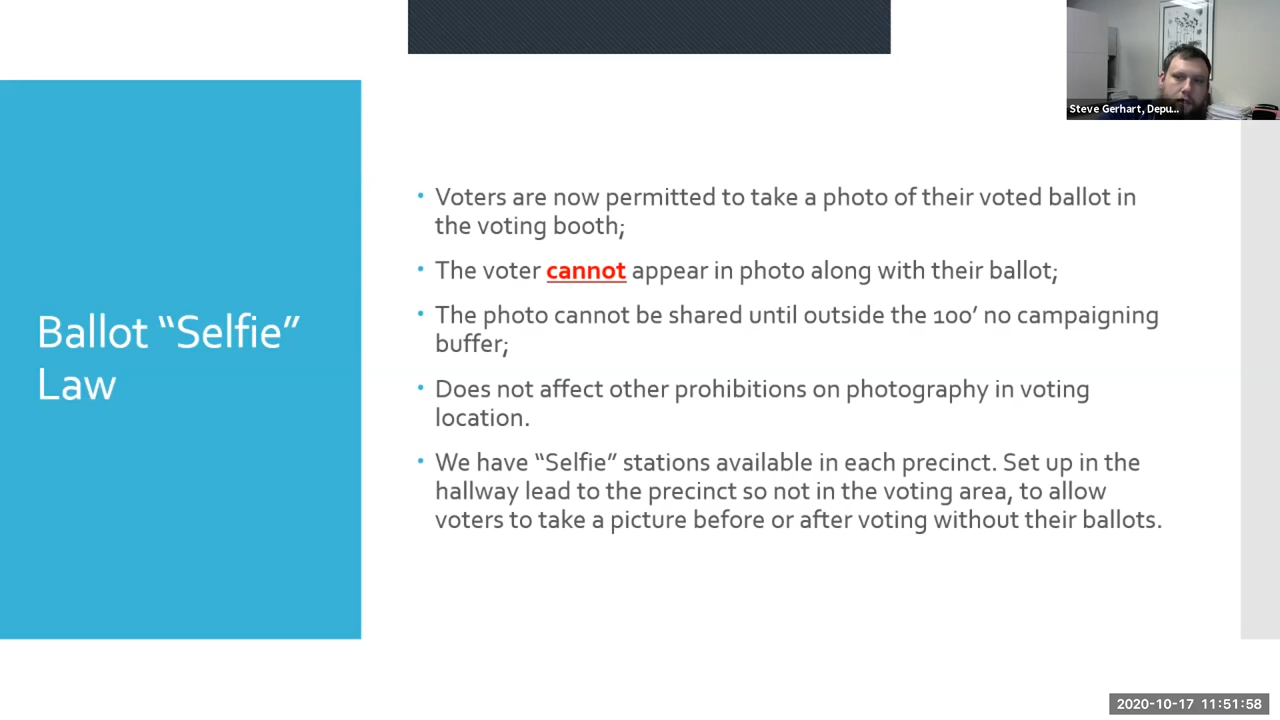 Steve Gerhart, Depu...
Ballot “Selfie”
Law
• Voters are now permitted to take a photo of their voted ballot in
the voting booth;
• The voter cannot appear in photo along with their ballot;
• The photo cannot be shared until outside the 100’ no campaigning
buffer;
• Does not affect other prohibitions on photography in voting
location.
• We have “Selfie” stations available in each precinct. Set up in the
hallway lead to the precinct so not in the voting area, to allow
voters to take a picture before or after voting without their ballots.
2020-10-17 11:51:58